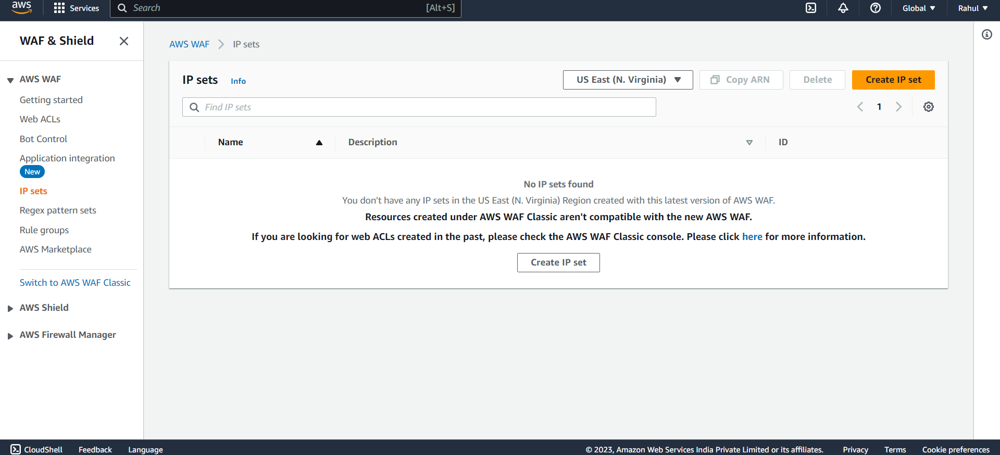 aws
Services
Search
[Alt+S]
Global
Rahul
WAF & Shield
AWS WAF
Getting started
Web ACLs
Bot Control
Application integration
New
IP sets
Regex pattern sets
Rule groups
AWS Marketplace
Switch to AWS WAF Classic
AWS Shield
AWS Firewall Manager
AWS WAF
IP sets
IP sets
Info
US East (N. Virginia)
Copy ARN
Delete
Create IP set
Find IP sets
1
Name
Description
ID
No IP sets found
You don't have any IP sets in the US East (N. Virginia) Region created with this latest version of AWS WAF.
Resources created under AWS WAF Classic aren't compatible with the new AWS WAF.
If you are looking for web ACLs created in the past, please check the AWS WAF Classic console. Please click here for more information.
Create IP set
CloudShell
Feedback
Language
© 2023, Amazon Web Services India Private Limited or its affiliates.
Privacy
Terms
Cookie preferences